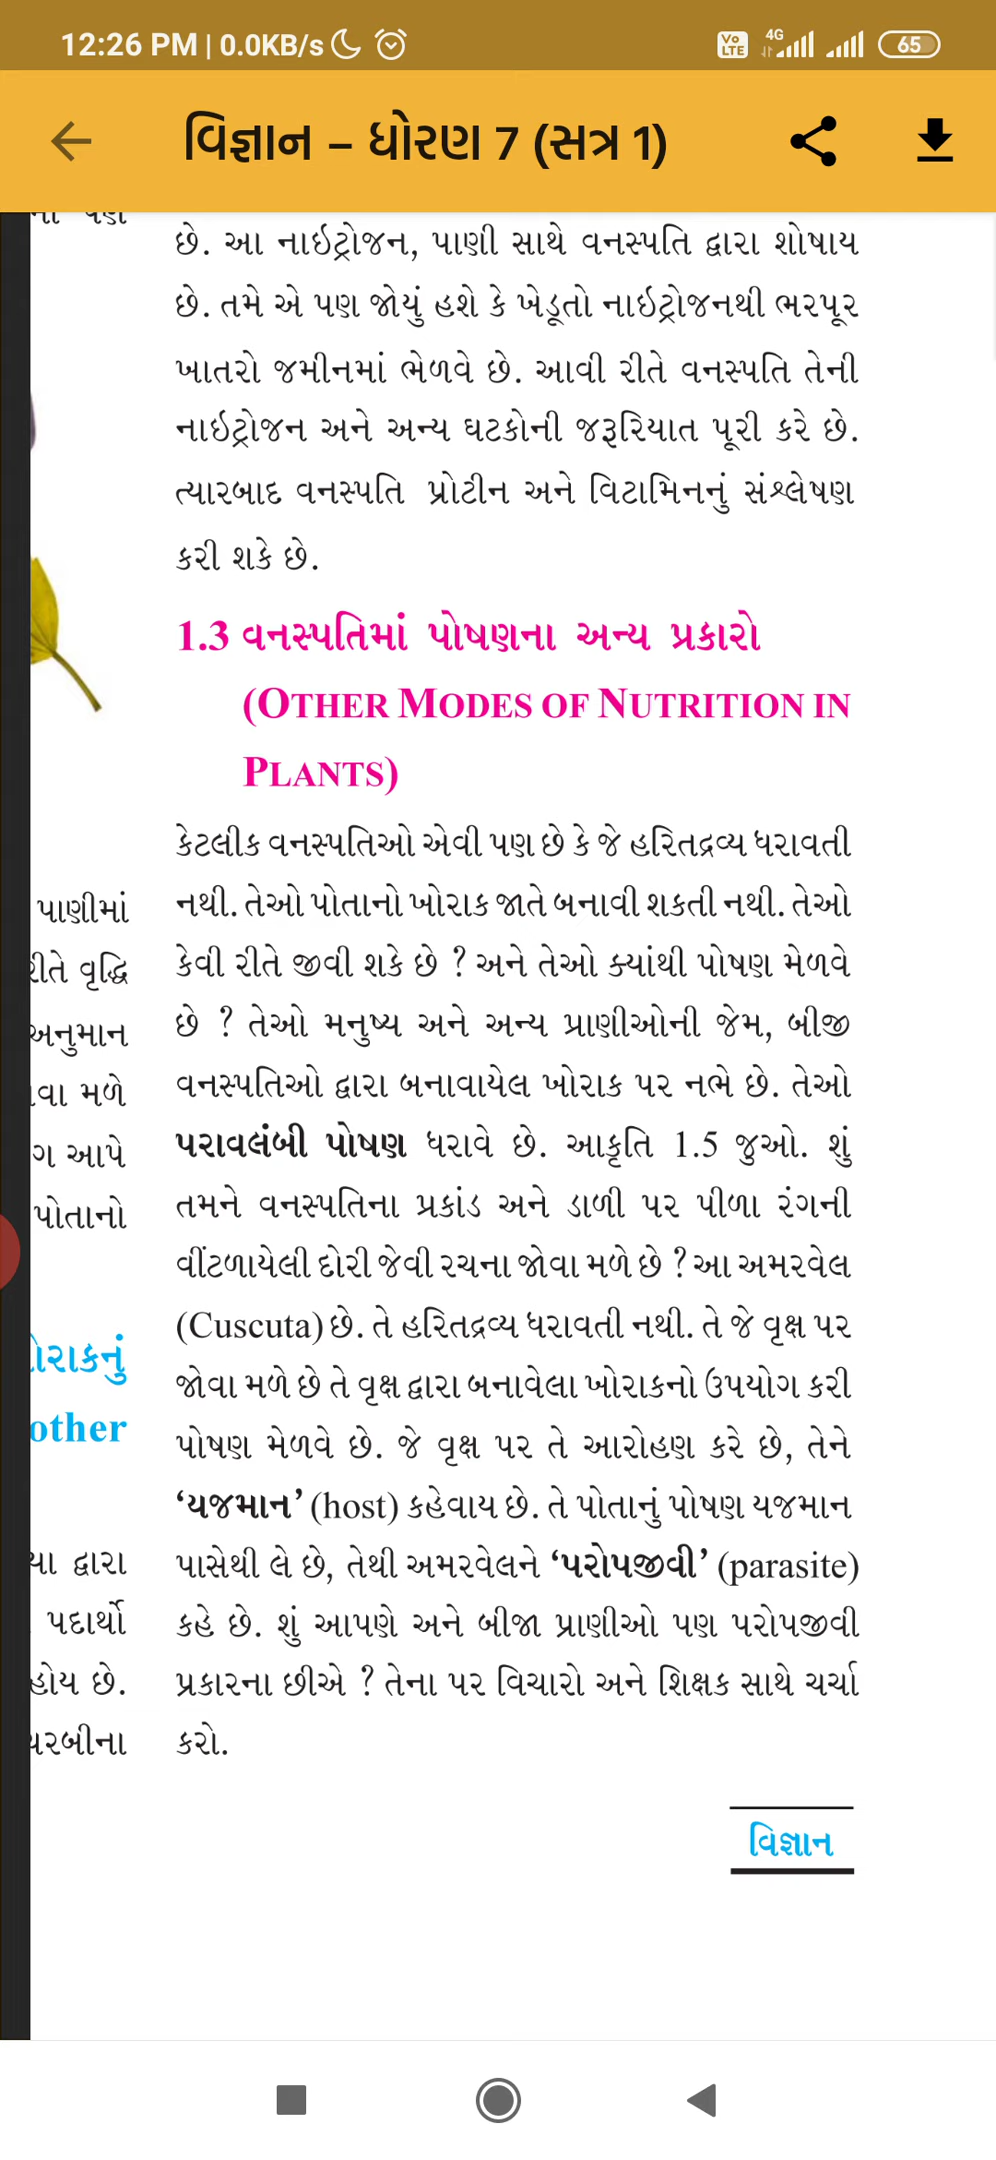 12:26 PM | 0.0KB/s
Vo LTE 4G 65
વિજ્ઞાન – ધોરણ 7 (સત્ર 1)
છે. આ નાઇટ્રોજન, પાણી સાથે વનસ્પતિ દ્વારા શોષાય
છે. તમે એ પણ જોયું હશે કે ખેડૂતો નાઇટ્રોજનથી ભરપૂર
ખાતરો જમીનમાં ભેળવે છે. આવી રીતે વનસ્પતિ તેની
નાઇટ્રોજન અને અન્ય ઘટકોની જરૂરિયાત પૂરી કરે છે.
ત્યારબાદ વનસ્પતિ પ્રોટીન અને વિટામિનનું સંશ્લેષણ
કરી શકે છે.
1.3 વનસ્પતિમાં પોષણના અન્ય પ્રકારો
(OTHER MODES OF NUTRITION IN
PLANTS)
કેટલીક વનસ્પતિઓ એવી પણ છે કે જે હરિતદ્રવ્ય ધરાવતી
નથી. તેઓ પોતાનો ખોરાક જાતે બનાવી શકતી નથી. તેઓ
કેવી રીતે જીવી શકે છે ? અને તેઓ ક્યાંથી પોષણ મેળવે
છે ? તેઓ મનુષ્ય અને અન્ય પ્રાણીઓની જેમ, બીજી
વનસ્પતિઓ દ્વારા બનાવાયેલ ખોરાક પર નભે છે. તેઓ
પરાવલંબી પોષણ ધરાવે છે. આકૃતિ 1.5 જુઓ. શું
તમને વનસ્પતિના પ્રકાંડ અને ડાળી પર પીળા રંગની
વીંટળાયેલી દોરી જેવી રચના જોવા મળે છે ? આ અમરવેલ
(Cuscuta) છે. તે હરિતદ્રવ્ય ધરાવતી નથી. તે જે વૃક્ષ પર
જોવા મળે છે તે વૃક્ષ દ્વારા બનાવેલા ખોરાકનો ઉપયોગ કરી
પોષણ મેળવે છે. જે વૃક્ષ પર તે આરોહણ કરે છે, તેને
‘યજમાન’ (host) કહેવાય છે. તે પોતાનું પોષણ યજમાન
પાસેથી લે છે, તેથી અમરવેલને ‘પરોપજીવી’ (parasite)
કહે છે. શું આપણે અને બીજા પ્રાણીઓ પણ પરોપજીવી
પ્રકારના છીએ ? તેના પર વિચારો અને શિક્ષક સાથે ચર્ચા
કરો.
પાણીમાં
વૃદ્ધિ
અનુમાન
મળે
આપે
પોતાનો
other
દ્વારા
પદાર્થો
હોય છે.
વિજ્ઞાન